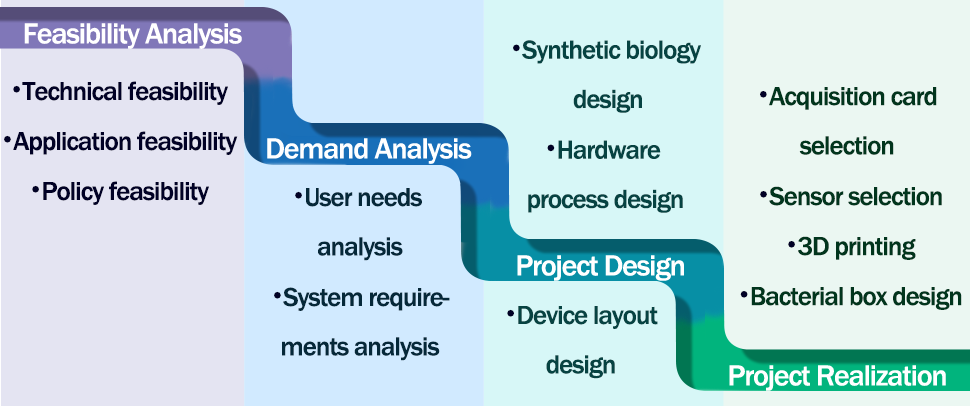 Feasibility Analysis
•Technical feasibility
•Application feasibility
•Policy feasibility
Demand Analysis
•User needs
analysis
•System require-
ments analysis
•Synthetic biology
design
•Hardware
process design
Project Design
•Device layout
design
•Acquisition card
selection
•Sensor selection
•3D printing
•Bacterial box design
Project Realization